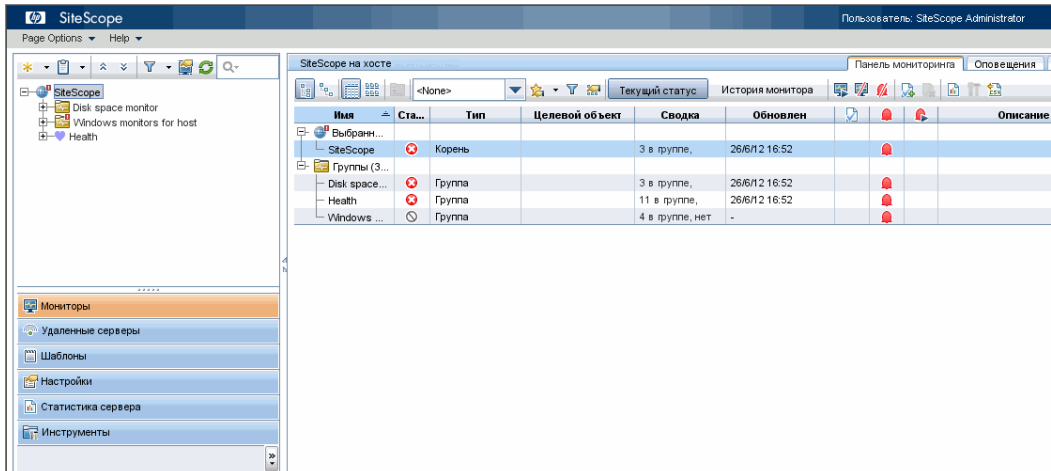 hp SiteScope
Пользователь: SiteScope Administrator
Page Options Help
SiteScope на хосте
Панель мониторинга Оповещения
<None> Текущий статус История монитора
SiteScope
Disk space monitor
Windows monitors for host
Health
Имя Ста... Тип Целевой объект Сводка Обновлен Описание
Выбранн...
SiteScope Корень 3 в группе, 26/6/12 16:52
Группы (3...
Disk space... Группа 3 в группе, 26/6/12 16:52
Health Группа 11 в группе, 26/6/12 16:52
Windows ... Группа 4 в группе, нет -
Мониторы
Удаленные серверы
Шаблоны
Настройки
Статистика сервера
Инструменты